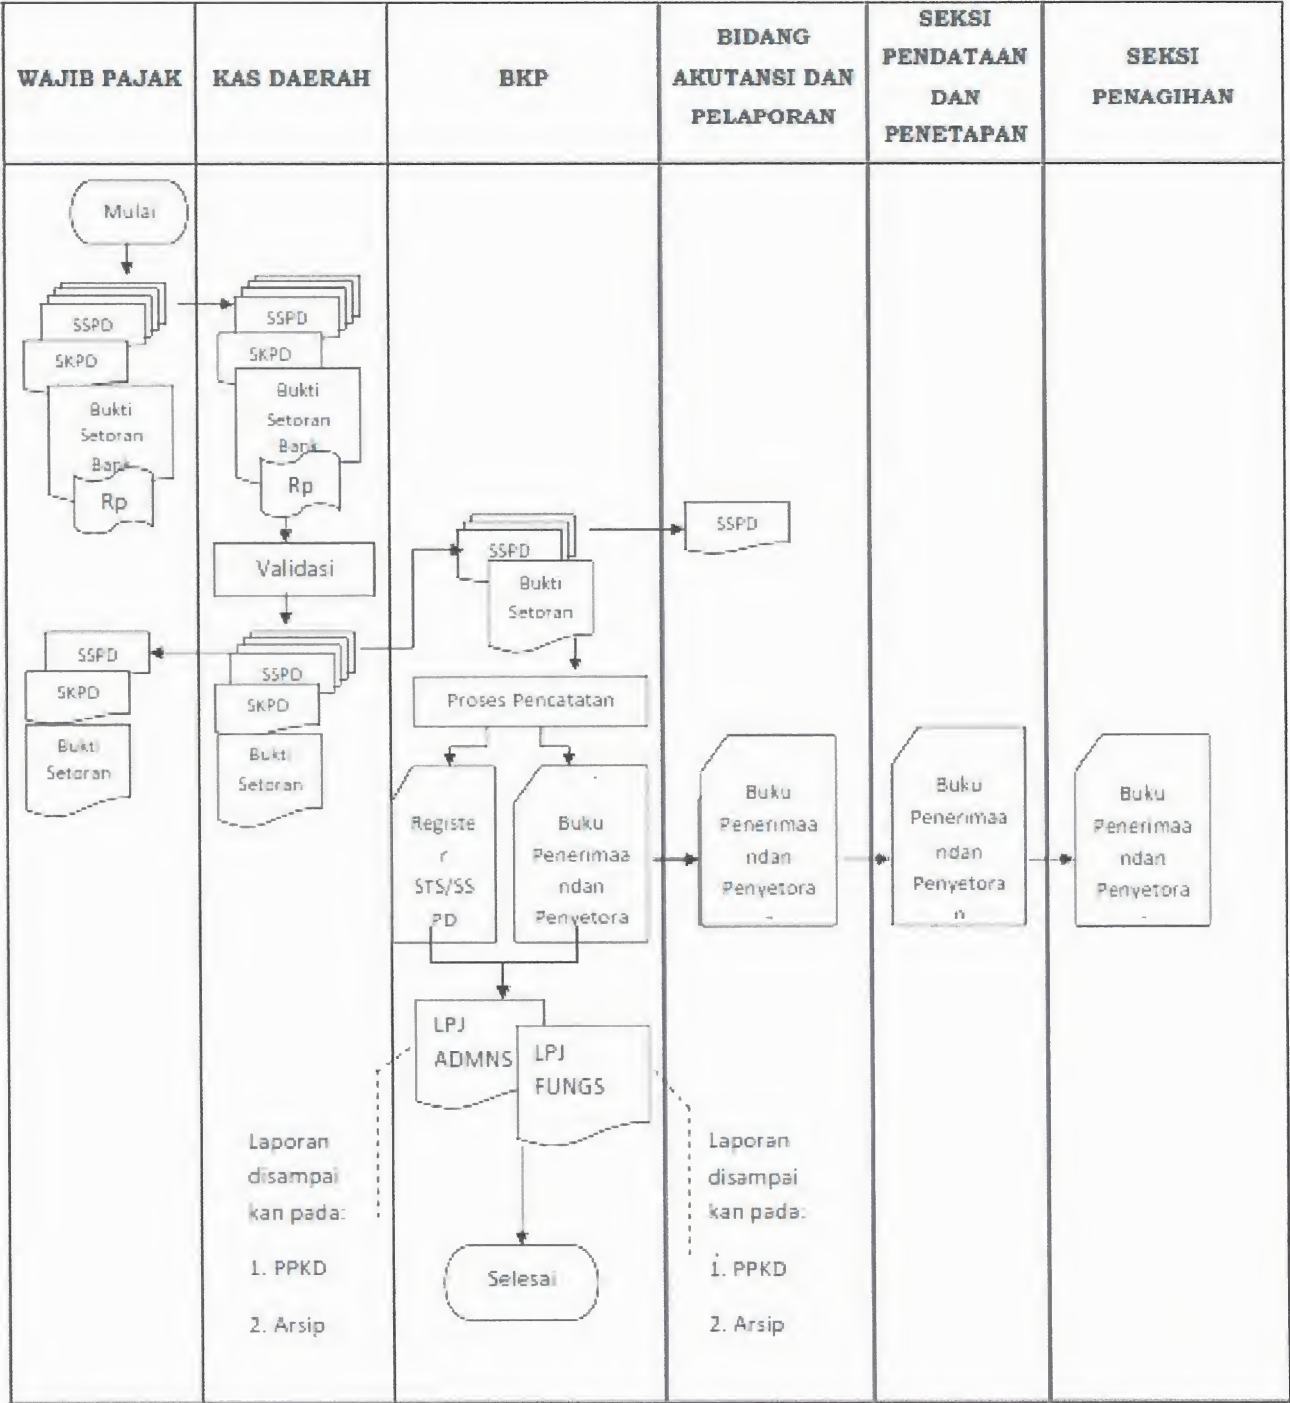 WAJIB PAJAK
KAS DAERAH
BKP
BIDANG
AKUTANSI DAN
PELAPORAN
SEKSI
PENDATAAN
DAN
PENETAPAN
SEKSI
PENAGIHAN
Mulai
SSPD
SKPD
Bukti
Setoran
Bank
Rp
SSPD
SKPD
Bukti
Setoran
Bank
Rp
Validasi
SSPD
Bukti
Setoran
SSPD
SSPD
SKPD
Bukti
Setoran
SSPD
SKPD
Bukti
Setoran
Proses Pencatatan
Registe
r
STS/SS
PD
Buku
Penerimaa
ndan
Penyetora
Buku
Penerimaa
ndan
Penyetora
Buku
Penerimaa
ndan
Penyetora
n
Buku
Penerimaa
ndan
Penyetora
LPJ
ADMNS
LPJ
FUNGS
Laporan
disampai
kan pada:
1. PPKD
2. Arsip
Selesai
Laporan
disampai
kan pada:
1. PPKD
2. Arsip